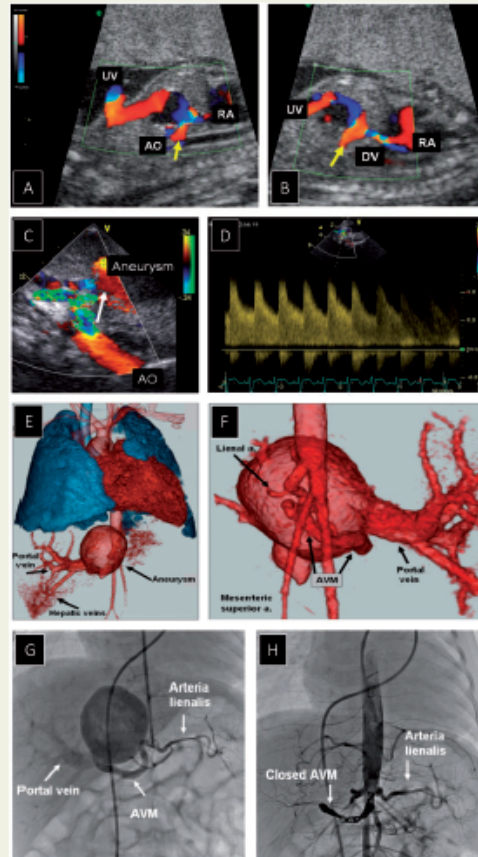 UV
AO
RA
A
UV
DV
RA
B
C
V
Aneurysm
AO
D
E
Portal
vein
Aneurysm
Hepatic veins
F
Lienal a.
AVM
Portal
vein
Mesenteric
superior a.
G
Arteria
lienalis
Portal vein
AVM
H
Arteria
lienalis
Closed AVM